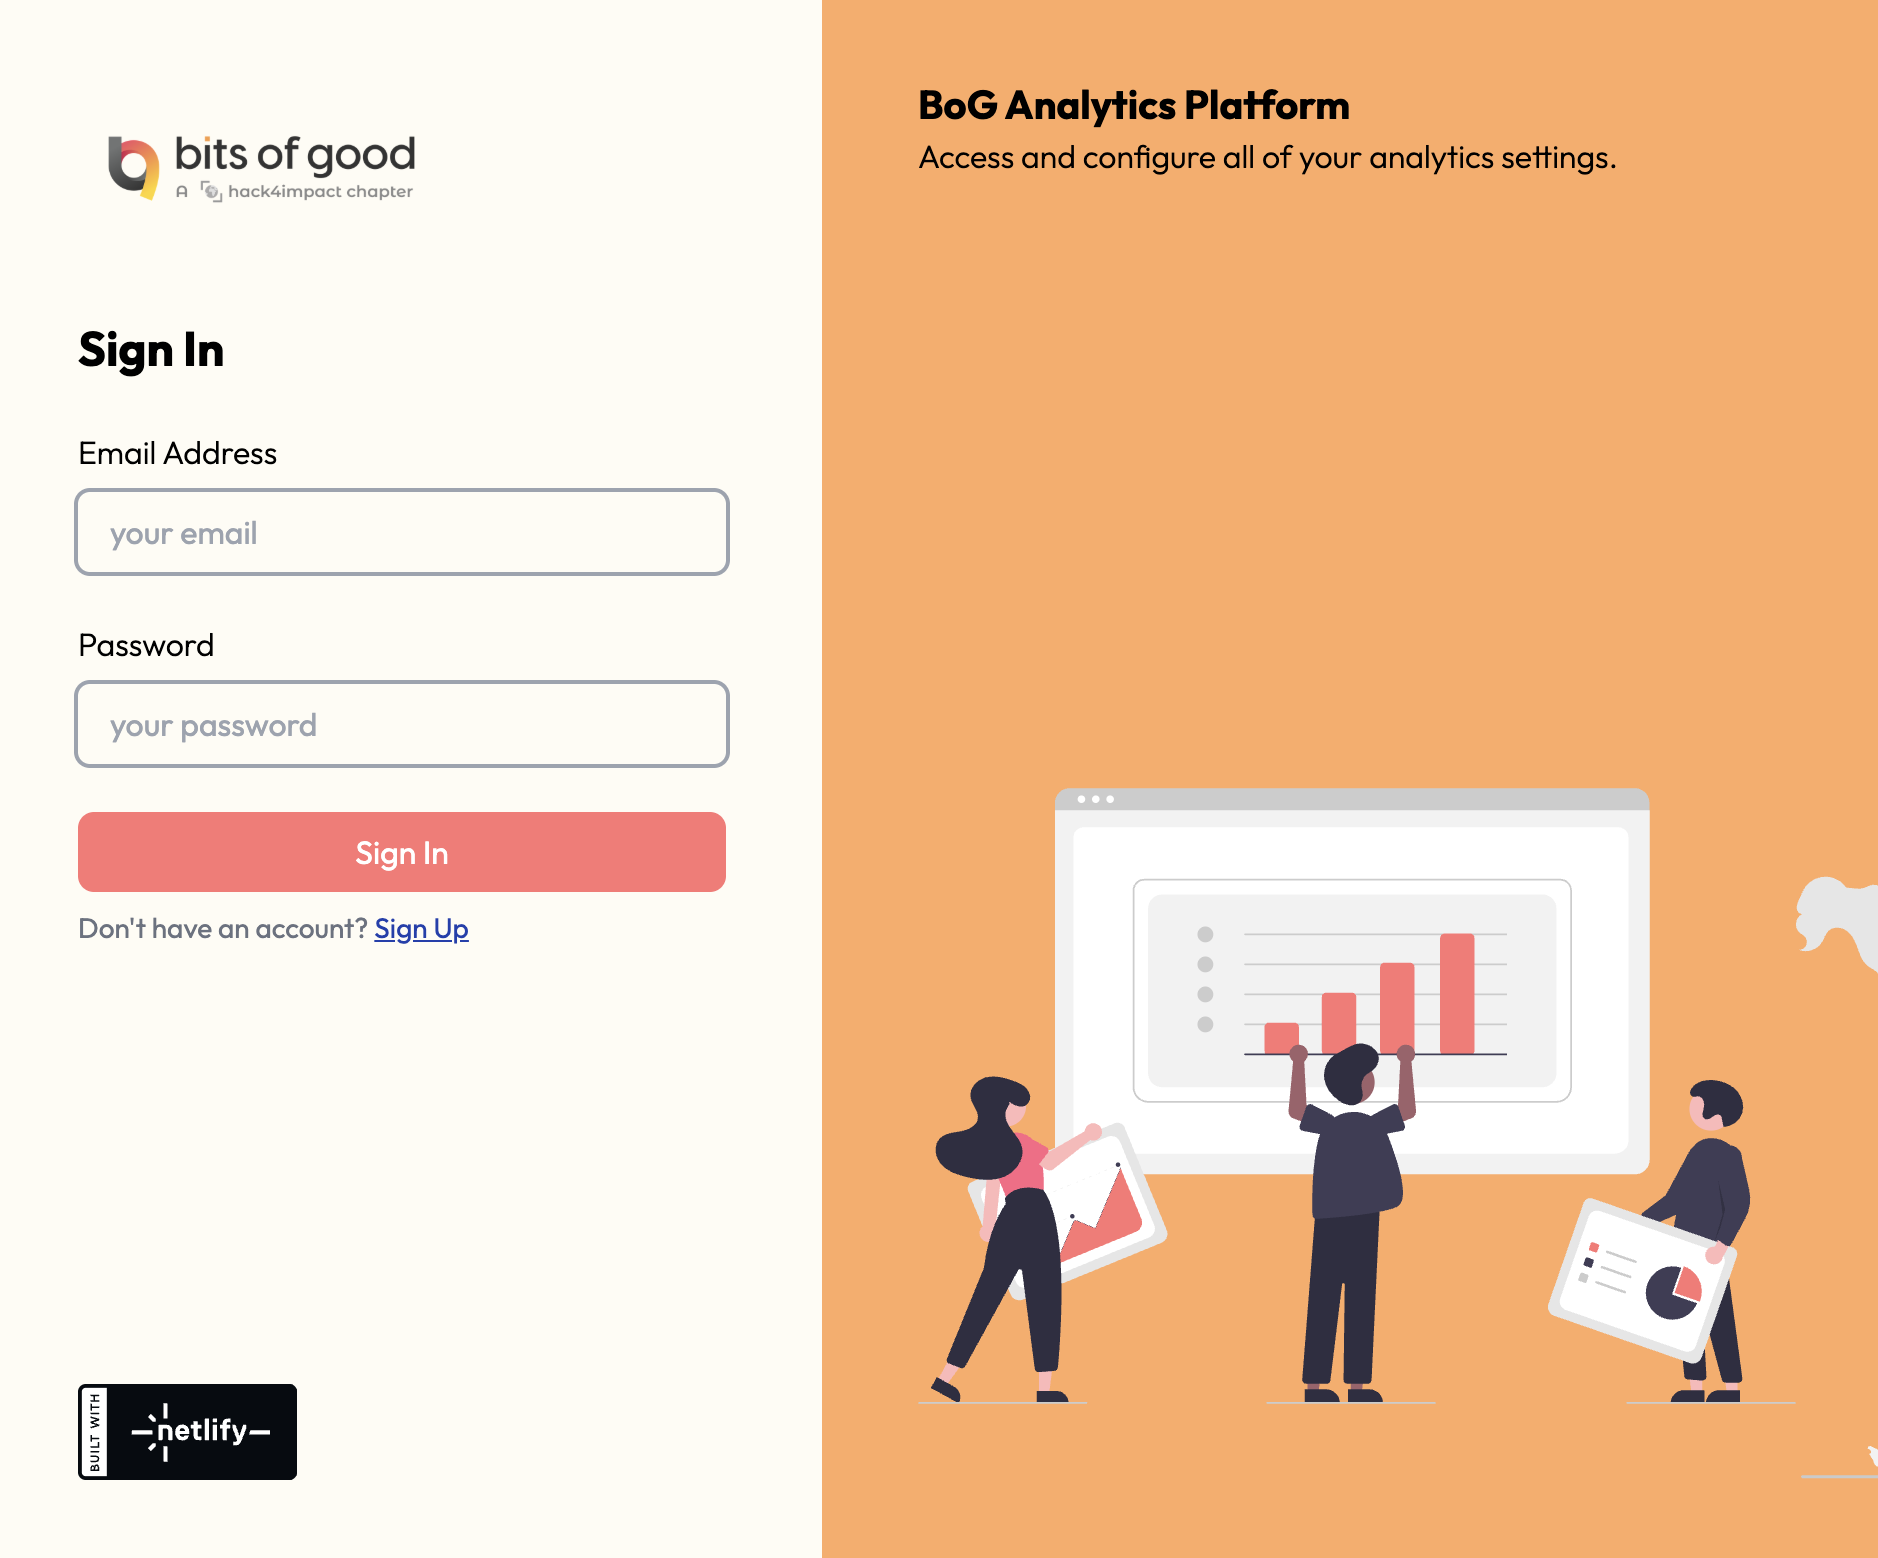 bits of good
A hack4impact chapter
Sign In
Email Address
your email
Password
your password
Sign In
Don't have an account? Sign Up
BUILT WITH
netlify
BoG Analytics Platform
Access and configure all of your analytics settings.